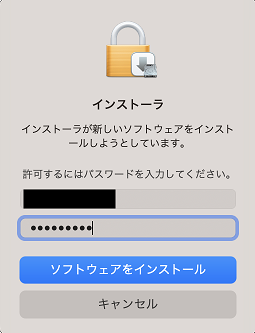 インストーラ
インストーラが新しいソフトウェアをインスト
ールしようとしています。
許可するにはパスワードを入力してください。
•••••••••
ソフトウェアをインストール
キャンセル